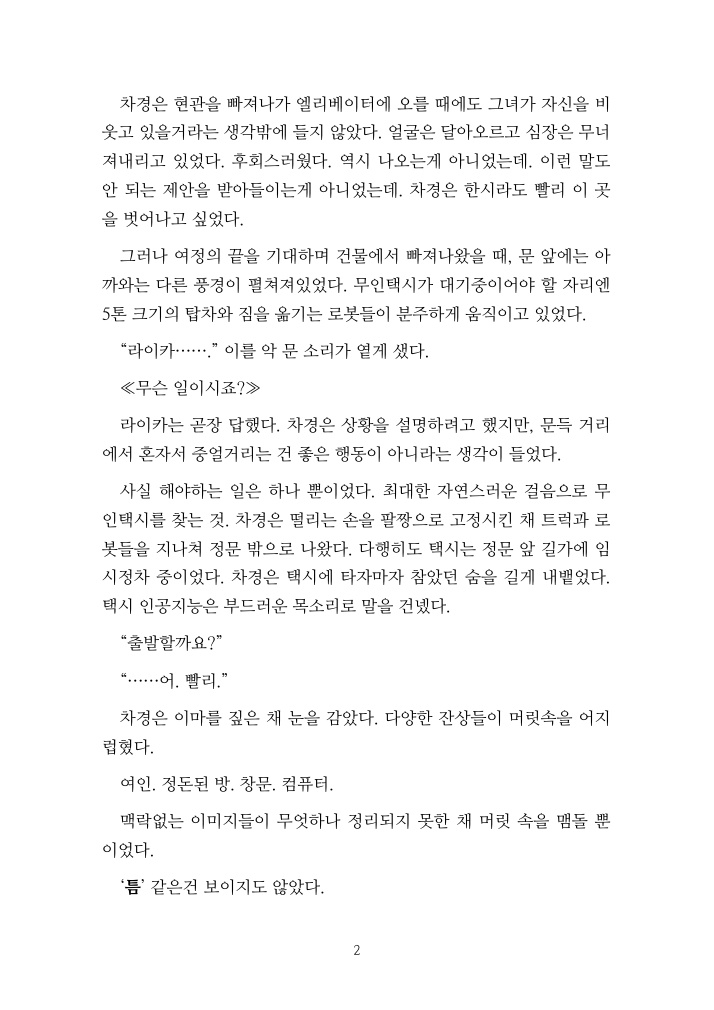 차경은 현관을 빠져나가 엘리베이터에 오를 때에도 그녀가 자신을 비
웃고 있을거라는 생각밖에 들지 않았다. 얼굴은 달아오르고 심장은 무너
져내리고 있었다. 후회스러웠다. 역시 나오는게 아니었는데. 이런 말도
안 되는 제안을 받아들이는게 아니었는데. 차경은 한시라도 빨리 이 곳
을 벗어나고 싶었다.
그러나 여정의 끝을 기대하며 건물에서 빠져나왔을 때, 문 앞에는 아
까와는 다른 풍경이 펼쳐져있었다. 무인택시가 대기중이어야 할 자리엔
5톤 크기의 탑차와 짐을 옮기는 로봇들이 분주하게 움직이고 있었다.
“라이카…….” 이를 악 문 소리가 옅게 샜다.
≪무슨 일이시죠?≫
라이카는 곧장 답했다. 차경은 상황을 설명하려고 했지만, 문득 거리
에서 혼자서 중얼거리는 건 좋은 행동이 아니라는 생각이 들었다.
사실 해야하는 일은 하나 뿐이었다. 최대한 자연스러운 걸음으로 무
인택시를 찾는 것. 차경은 떨리는 손을 팔짱으로 고정시킨 채 트럭과 로
봇들을 지나쳐 정문 밖으로 나왔다. 다행히도 택시는 정문 앞 길가에 임
시정차 중이었다. 차경은 택시에 타자마자 참았던 숨을 길게 내뱉었다.
택시 인공지능은 부드러운 목소리로 말을 건넸다.
“출발할까요?”
“……어. 빨리.”
차경은 이마를 짚은 채 눈을 감았다. 다양한 잔상들이 머릿속을 어지
럽혔다.
여인. 정돈된 방. 창문. 컴퓨터.
맥락없는 이미지들이 무엇하나 정리되지 못한 채 머릿 속을 맴돌 뿐
이었다.
‘틈’ 같은건 보이지도 않았다.
2